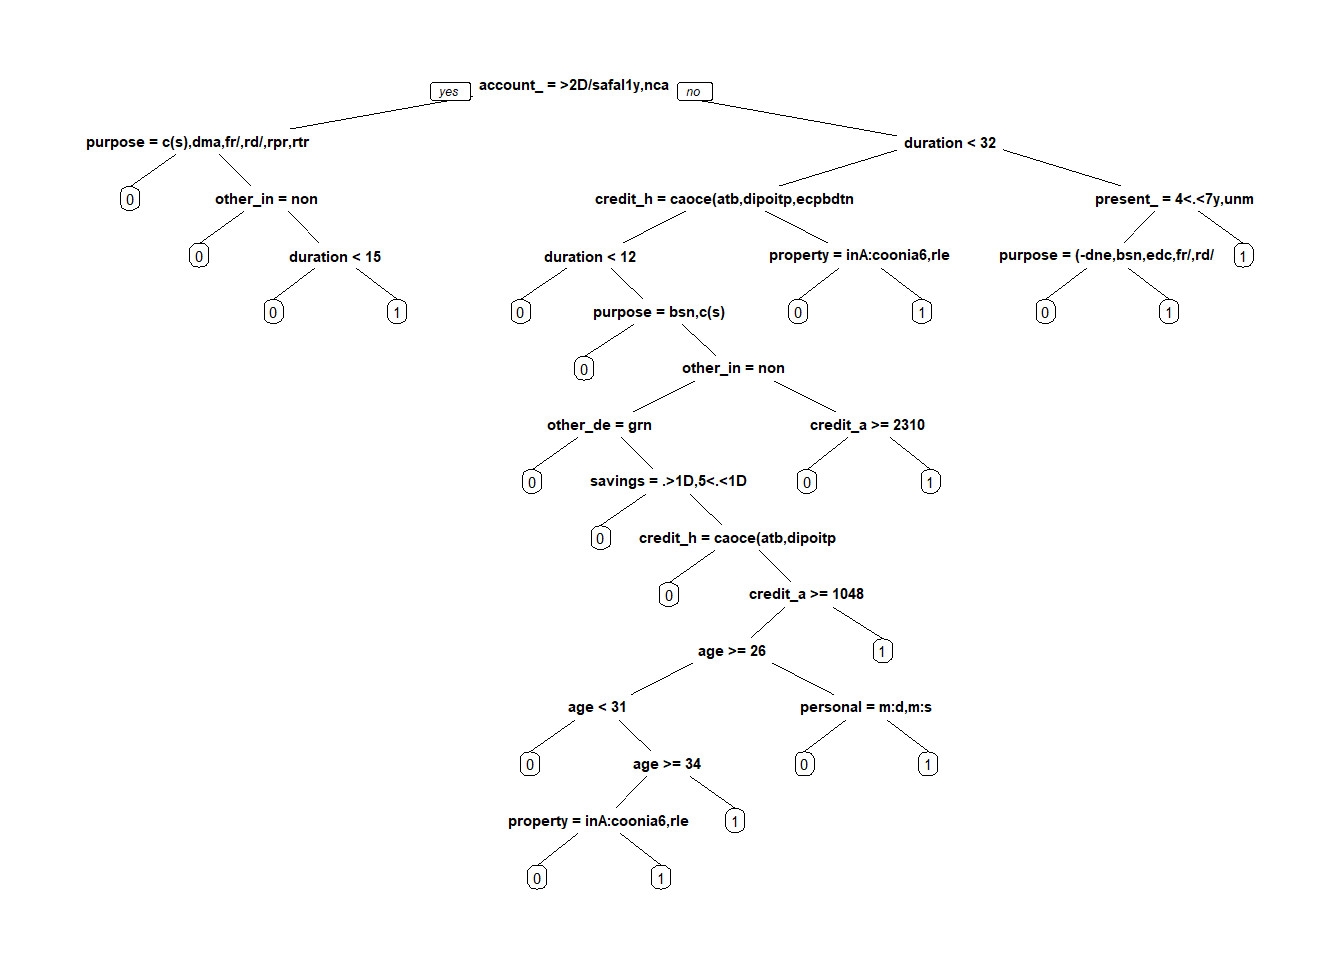 yes account_ = >2D/safal1y,nca no
purpose = c(s),dma,fr/,rd/,rpr,rtr duration < 32
0 other_in = non credit_h = caoce(atb,dipoitp,ecpbdtn present_ = 4<.<7y,unm
0 duration < 15 duration < 12 property = inA:coonia6,rle purpose = (-dne,bsn,edc,fr/,rd/ 1
0 1 0 purpose = bsn,c(s) 0 1 0 1
0 other_in = non
other_de = grn credit_a >= 2310
0 savings = .>1D,5<.<1D 0 1
0 credit_h = caoce(atb,dipoitp
0 credit_a >= 1048
age >= 26 1
age < 31 personal = m:d,m:s
0 age >= 34 0 1
property = inA:coonia6,rle 1
0 1